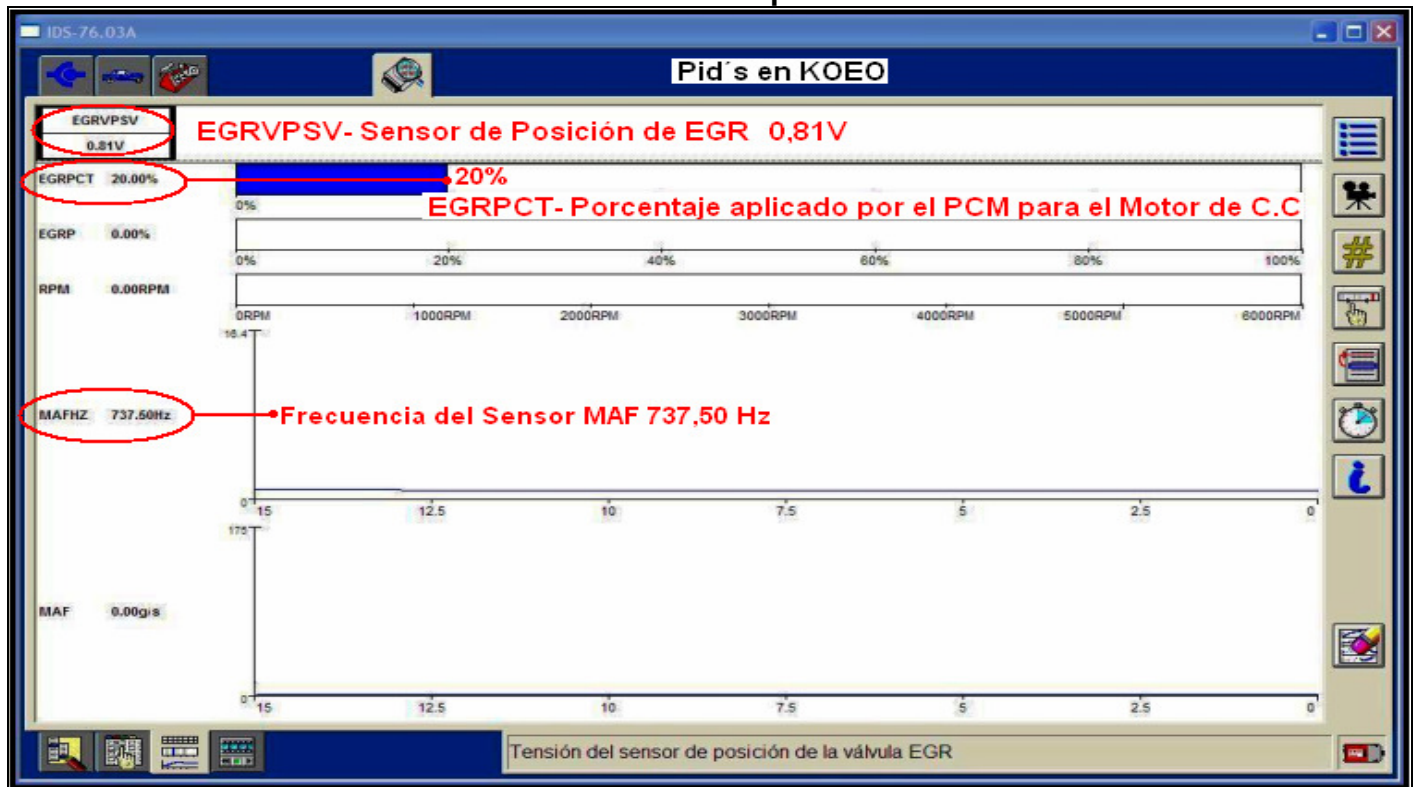 IDS-76.03A
Pid´s en KOEO
EGRVPSV
0.81V
EGRVPSV- Sensor de Posición de EGR 0,81V
EGRPCT 20.00%
20%
0%
EGRPCT- Porcentaje aplicado por el PCM para el Motor de C.C
EGRP 0.00%
0% 20% 40% 60% 80% 100%
RPM 0.00RPM
0RPM 1000RPM 2000RPM 3000RPM 4000RPM 5000RPM 6000RPM
16.4
MAFHZ 737.50Hz
Frecuencia del Sensor MAF 737,50 Hz
0
15 12.5 10 7.5 5 2.5 0
175
MAF 0.00g/s
0
15 12.5 10 7.5 5 2.5 0
Tensión del sensor de posición de la válvula EGR